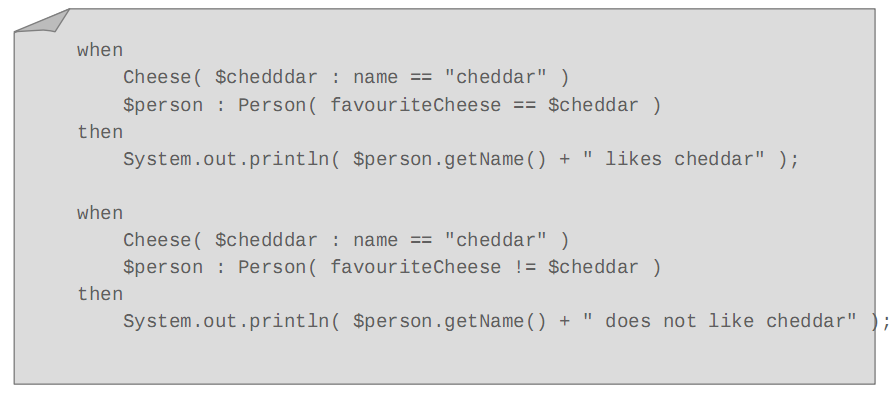 when
Cheese( $chedddar : name == "cheddar" )
$person : Person( favouriteCheese == $cheddar )
then
System.out.println( $person.getName() + " likes cheddar" );
when
Cheese( $chedddar : name == "cheddar" )
$person : Person( favouriteCheese != $cheddar )
then
System.out.println( $person.getName() + " does not like cheddar" );